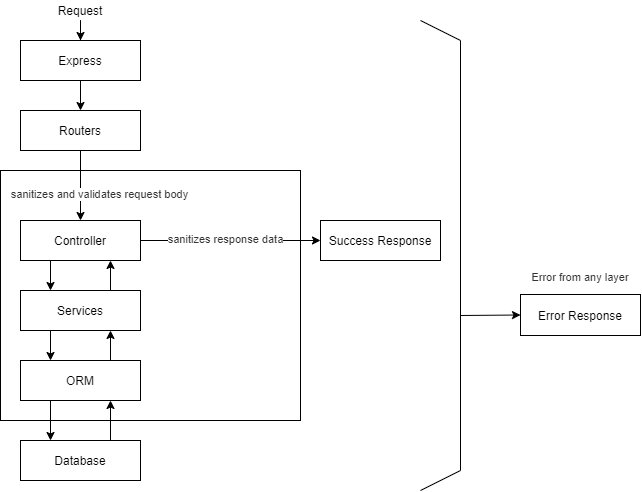 Request
Express
Routers
sanitizes and validates request body
Controller
sanitizes response data
Success Response
Services
Error from any layer
Error Response
ORM
Database